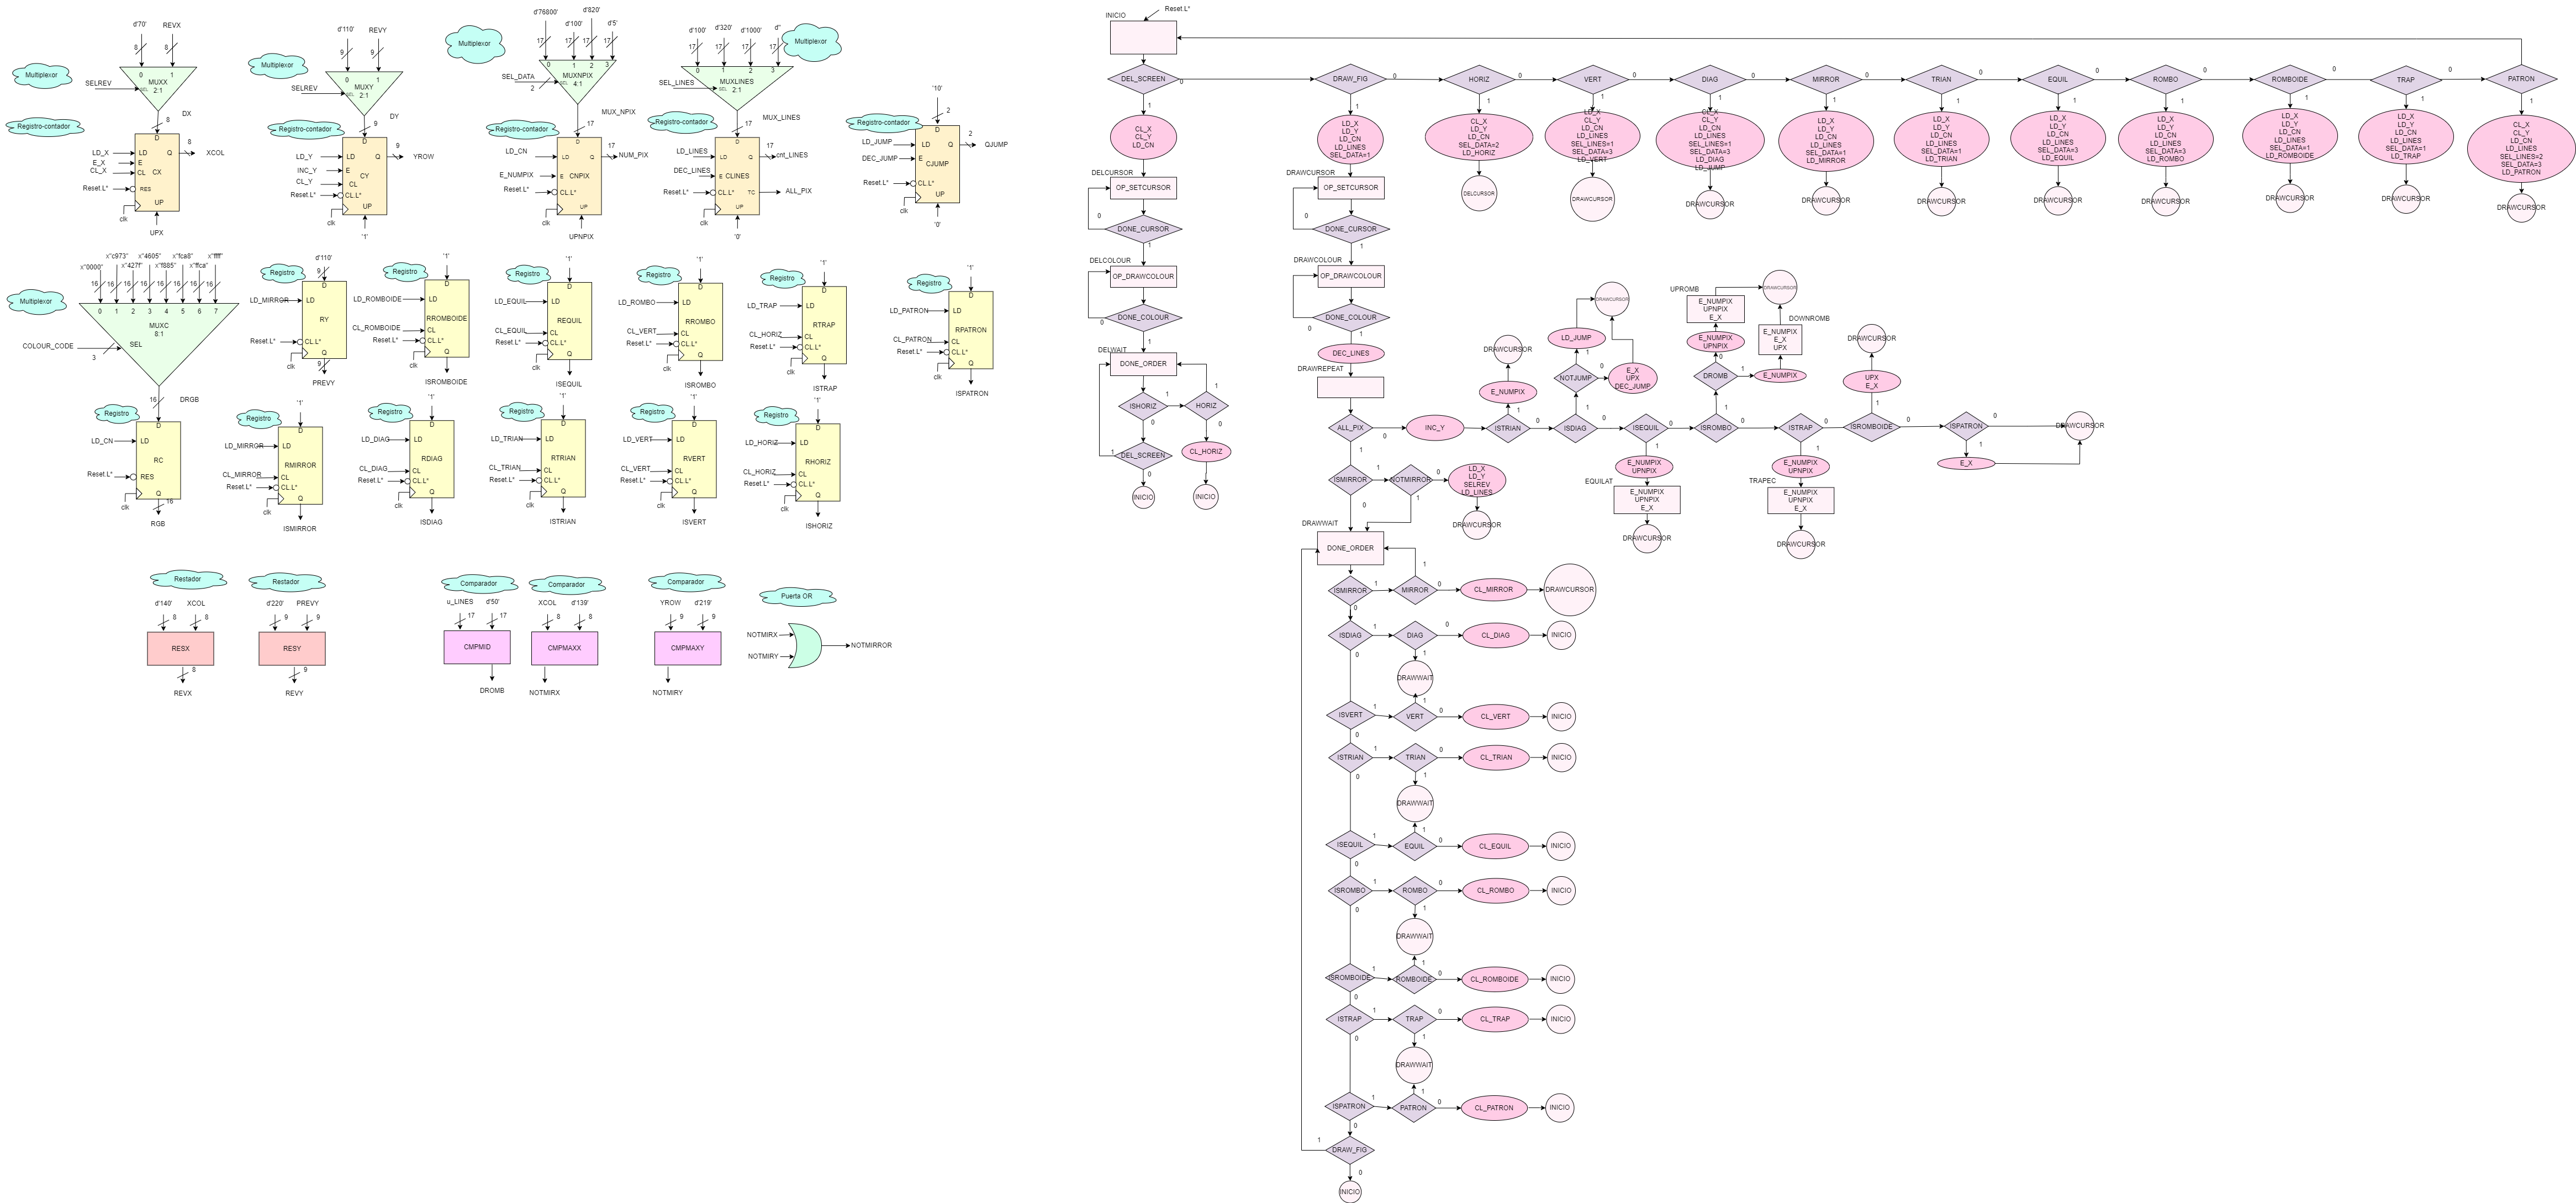 d'70'
REVX
8
8
Multiplexor
0
1
MUXX
2:1
SELREV
SEL
8
DX
Registro-contador
D
LD_X
LD
Q
8
XCOL
E_X
E
CL_X
CL
CX
Reset.L*
RES
UP
clk
UPX
d'110'
REVY
9
9
Multiplexor
0
1
MUXY
2:1
SELREV
SEL
9
DY
Registro-contador
D
LD_Y
LD
Q
9
YROW
INC_Y
E
CL_Y
CL
CY
Reset.L*
CL.L*
UP
clk
'1'
d'76800'
d'100'
d'820'
d'5'
17
17
17
17
Multiplexor
0
1
2
3
MUXNPIX
4:1
SEL_DATA
SEL
2
MUX_NPIX
17
Registro-contador
D
LD_CN
LD
Q
17
NUM_PIX
E_NUMPIX
E
CNPIX
Reset.L*
CL.L*
UP
clk
UPNPIX
d'100'
d'320'
d'1000'
d''
17
17
17
17
Multiplexor
0
1
2
3
MUXLINES
2:1
SEL_LINES
SEL
MUX_LINES
17
Registro-contador
D
LD_LINES
LD
Q
17
cnt_LINES
DEC_LINES
E
CLINES
Reset.L*
CL.L*
TC
ALL_PIX
UP
clk
'0'
'10'
2
Registro-contador
D
LD_JUMP
LD
Q
2
QJUMP
DEC_JUMP
E
CJUMP
Reset.L*
CL.L*
UP
clk
'0'
x"0000"
x"c973"
x"427f"
x"4605"
x"f885"
x"fca8"
x"ffca"
x"ffff"
16
16
16
16
16
16
16
16
Multiplexor
0
1
2
3
4
5
6
7
MUXC
8:1
SEL
COLOUR_CODE
3
16
DRGB
Registro
D
LD_CN
LD
RC
Reset.L*
RES
Q
clk
16
RGB
Registro
d'110'
9
D
LD_MIRROR
LD
RY
Reset.L*
CL.L*
Q
clk
9
PREVY
Registro
'1'
D
LD_ROMBOIDE
LD
RROMBOIDE
CL_ROMBOIDE
CL
Reset.L*
CL.L*
Q
clk
ISROMBOIDE
Registro
'1'
D
LD_EQUIL
LD
REQUIL
CL_EQUIL
CL
Reset.L*
CL.L*
Q
clk
ISEQUIL
Registro
'1'
D
LD_ROMBO
LD
RROMBO
CL_VERT
CL
Reset.L*
CL.L*
Q
clk
ISROMBO
Registro
'1'
D
LD_TRAP
LD
RTRAP
CL_HORIZ
CL
Reset.L*
CL.L*
Q
clk
ISTRAP
Registro
'1'
D
LD_PATRON
LD
RPATRON
CL_PATRON
CL
Reset.L*
CL.L*
Q
clk
ISPATRON
Registro
'1'
D
LD_MIRROR
LD
RMIRROR
CL_MIRROR
CL
Reset.L*
CL.L*
Q
clk
ISMIRROR
Registro
'1'
D
LD_DIAG
LD
RDIAG
CL_DIAG
CL
Reset.L*
CL.L*
Q
clk
ISDIAG
Registro
'1'
D
LD_TRIAN
LD
RTRIAN
CL_TRIAN
CL
Reset.L*
CL.L*
Q
clk
ISTRIAN
Registro
'1'
D
LD_VERT
LD
RVERT
CL_VERT
CL
Reset.L*
CL.L*
Q
clk
ISVERT
Registro
'1'
D
LD_HORIZ
LD
RHORIZ
CL_HORIZ
CL
Reset.L*
CL.L*
Q
clk
ISHORIZ
Restador
d'140'
XCOL
8
8
RESX
8
REVX
Restador
d'220'
PREVY
9
9
RESY
9
REVY
Comparador
u_LINES
d'50'
17
17
CMPMID
DROMB
Comparador
XCOL
d'139'
8
8
CMPMAXX
NOTMIRX
Comparador
YROW
d'219'
9
9
CMPMAXY
NOTMIRY
Puerta OR
NOTMIRX
NOTMIRY
NOTMIRROR
INICIO
Reset.L*
DEL_SCREEN
0
DRAW_FIG
0
HORIZ
0
VERT
0
DIAG
0
MIRROR
0
TRIAN
0
EQUIL
0
ROMBO
0
ROMBOIDE
0
TRAP
0
PATRON
1
CL_X
CL_Y
LD_CN
1
LD_X
LD_Y
LD_CN
LD_LINES
SEL_DATA=1
1
CL_X
LD_Y
LD_CN
SEL_DATA=2
LD_HORIZ
DELCURSOR
1
LD_X
CL_Y
LD_CN
LD_LINES
SEL_LINES=1
SEL_DATA=3
LD_VERT
DRAWCURSOR
1
CL_X
CL_Y
LD_CN
LD_LINES
SEL_LINES=1
SEL_DATA=3
LD_DIAG
LD_JUMP
DRAWCURSOR
1
LD_X
LD_Y
LD_CN
LD_LINES
SEL_DATA=1
LD_MIRROR
DRAWCURSOR
1
LD_X
LD_Y
LD_CN
LD_LINES
SEL_DATA=1
LD_TRIAN
DRAWCURSOR
1
LD_X
LD_Y
LD_CN
LD_LINES
SEL_DATA=3
LD_EQUIL
DRAWCURSOR
1
LD_X
LD_Y
LD_CN
LD_LINES
SEL_DATA=3
LD_ROMBO
DRAWCURSOR
1
LD_X
LD_Y
LD_CN
LD_LINES
SEL_DATA=1
LD_ROMBOIDE
DRAWCURSOR
1
LD_X
LD_Y
LD_CN
LD_LINES
SEL_DATA=1
LD_TRAP
DRAWCURSOR
1
CL_X
CL_Y
LD_CN
LD_LINES
SEL_LINES=2
SEL_DATA=3
LD_PATRON
DRAWCURSOR
DELCURSOR
OP_SETCURSOR
0
DONE_CURSOR
1
DELCOLOUR
OP_DRAWCOLOUR
DONE_COLOUR
0
1
DELWAIT
DONE_ORDER
1
ISHORIZ
1
HORIZ
0
0
CL_HORIZ
1
DEL_SCREEN
0
INICIO
INICIO
DRAWCURSOR
OP_SETCURSOR
0
DONE_CURSOR
1
DRAWCOLOUR
OP_DRAWCOLOUR
DONE_COLOUR
0
1
DEC_LINES
DRAWREPEAT
ALL_PIX
0
INC_Y
1
ISTRIAN
1
E_NUMPIX
DRAWCURSOR
0
ISDIAG
1
NOTJUMP
1
LD_JUMP
DRAWCURSOR
0
E_X
UPX
DEC_JUMP
0
ISEQUIL
1
E_NUMPIX
UPNPIX
EQUILAT
E_NUMPIX
UPNPIX
E_X
DRAWCURSOR
0
ISROMBO
1
DROMB
0
E_NUMPIX
UPNPIX
UPROMB
E_NUMPIX
UPNPIX
E_X
DRAWCURSOR
1
E_NUMPIX
DOWNROMB
E_NUMPIX
E_X
UPX
0
ISTRAP
1
E_NUMPIX
UPNPIX
TRAPEC
E_NUMPIX
UPNPIX
E_X
DRAWCURSOR
0
ISROMBOIDE
1
UPX
E_X
DRAWCURSOR
0
ISPATRON
0
DRAWCURSOR
1
E_X
ISMIRROR
1
NOTMIRROR
0
LD_X
LD_Y
SELREV
LD_LINES
DRAWCURSOR
0
1
DRAWWAIT
DONE_ORDER
1
ISMIRROR
1
MIRROR
0
CL_MIRROR
DRAWCURSOR
0
ISDIAG
1
DIAG
0
CL_DIAG
INICIO
0
1
DRAWWAIT
ISVERT
1
VERT
0
CL_VERT
INICIO
0
ISTRIAN
1
TRIAN
0
CL_TRIAN
INICIO
0
1
DRAWWAIT
1
ISEQUIL
1
EQUIL
0
CL_EQUIL
INICIO
0
ISROMBO
1
ROMBO
0
CL_ROMBO
INICIO
0
1
DRAWWAIT
1
ISROMBOIDE
1
ROMBOIDE
0
CL_ROMBOIDE
INICIO
0
ISTRAP
1
TRAP
0
CL_TRAP
INICIO
0
1
DRAWWAIT
1
ISPATRON
1
PATRON
0
CL_PATRON
INICIO
0
1
DRAW_FIG
0
INICIO